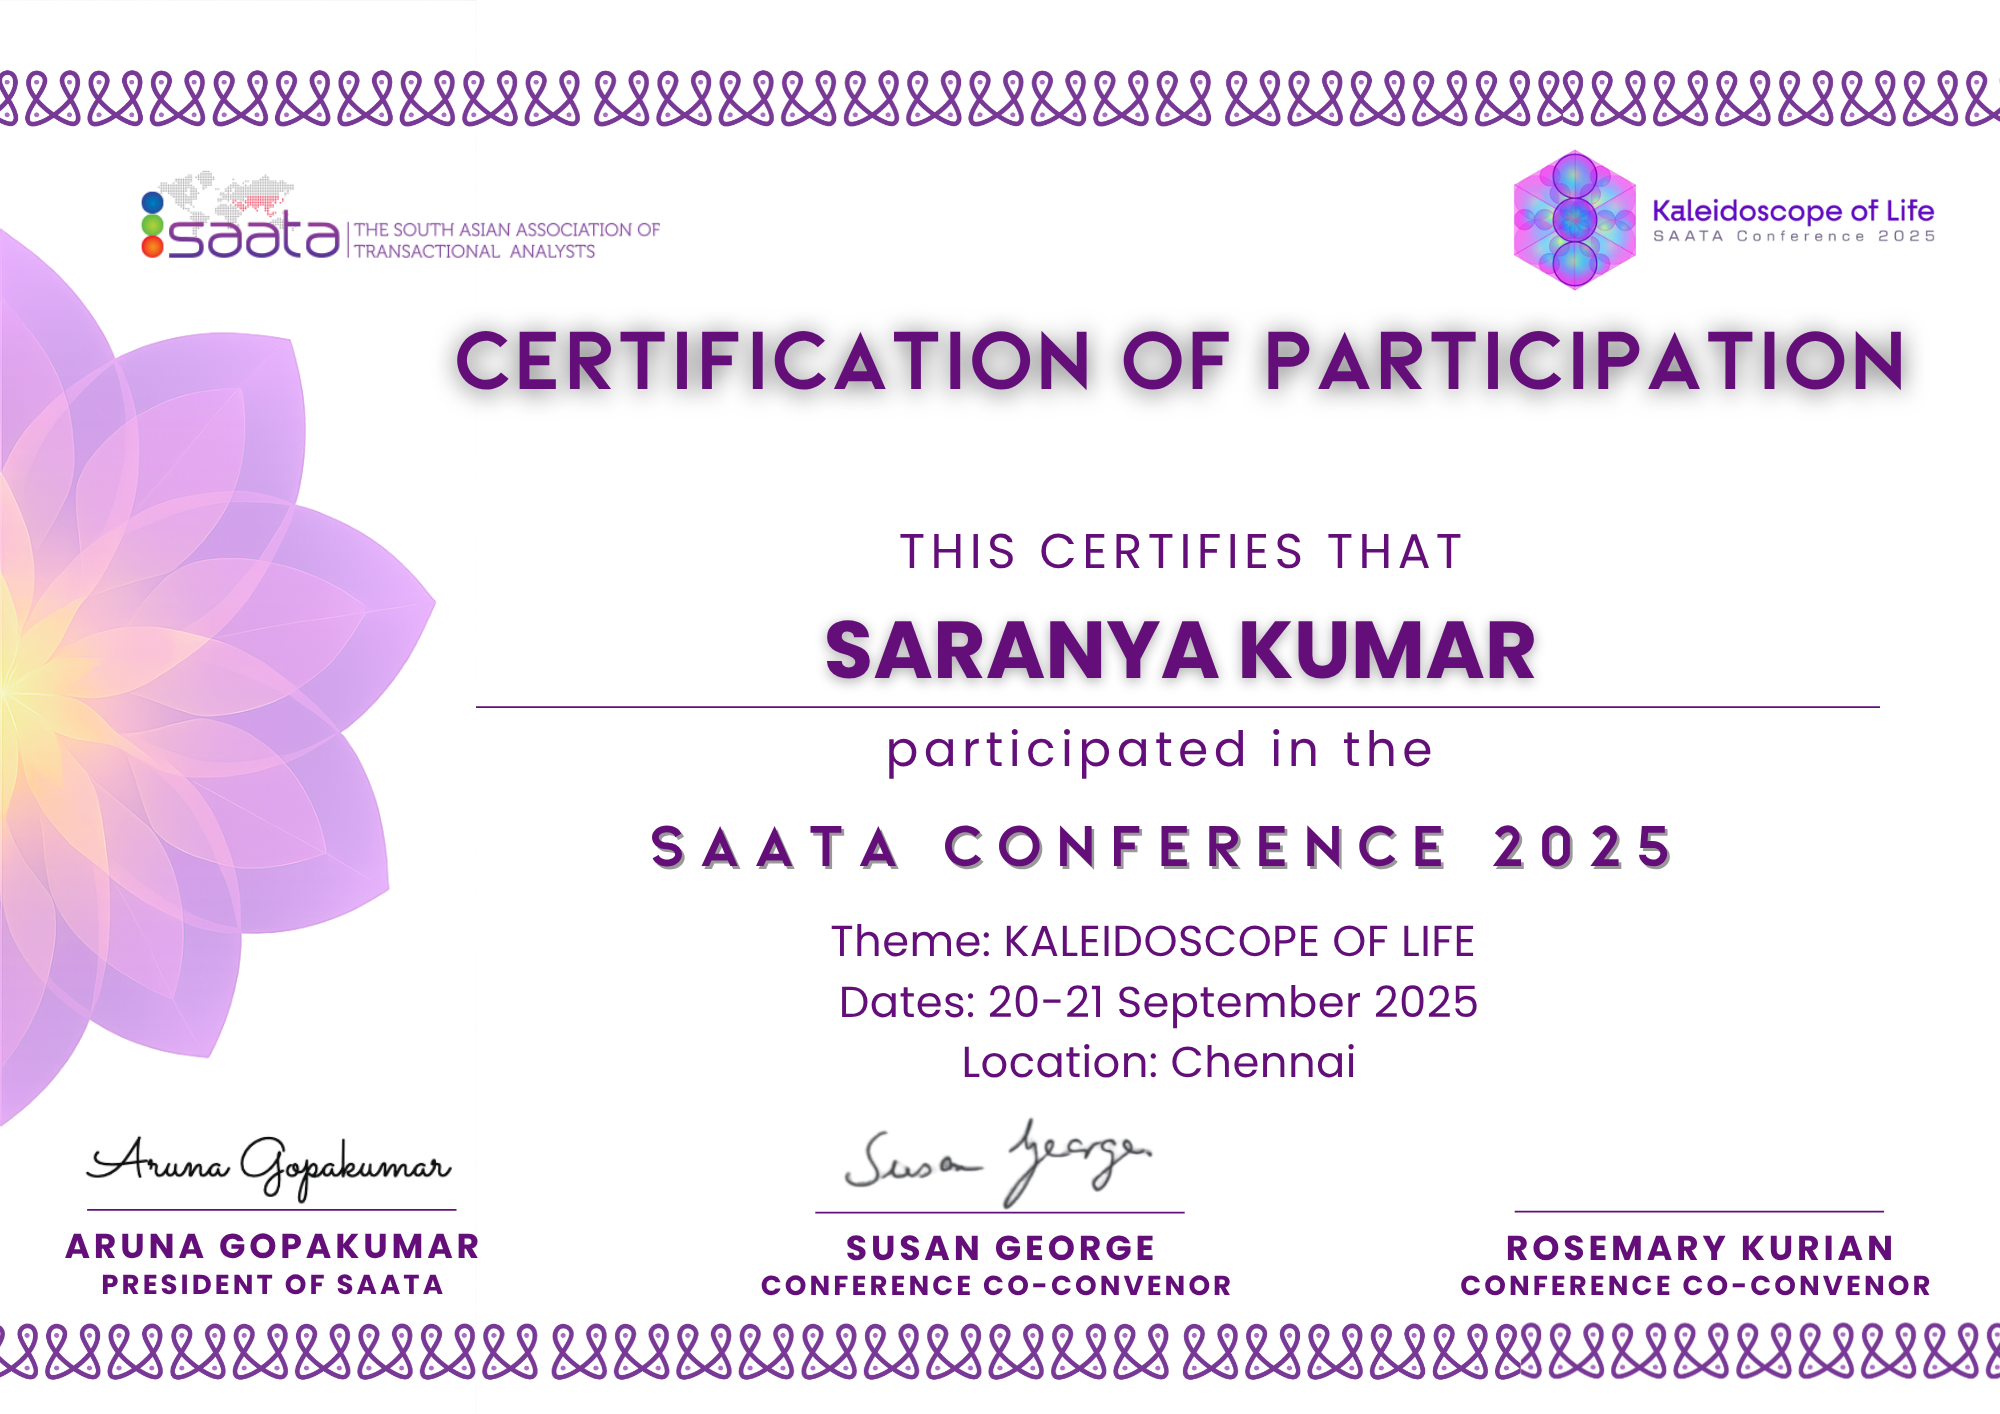 saata
THE SOUTH ASIAN ASSOCIATION OF
TRANSACTIONAL ANALYSTS
Kaleidoscope of Life
SAATA Conference 2025
CERTIFICATION OF PARTICIPATION
THIS CERTIFIES THAT
SARANYA KUMAR
participated in the
SAATA CONFERENCE 2025
Theme: KALEIDOSCOPE OF LIFE
Dates: 20-21 September 2025
Location: Chennai
Aruna Gopakumar
Susan George
ARUNA GOPAKUMAR
PRESIDENT OF SAATA
SUSAN GEORGE
CONFERENCE CO-CONVENOR
ROSEMARY KURIAN
CONFERENCE CO-CONVENOR